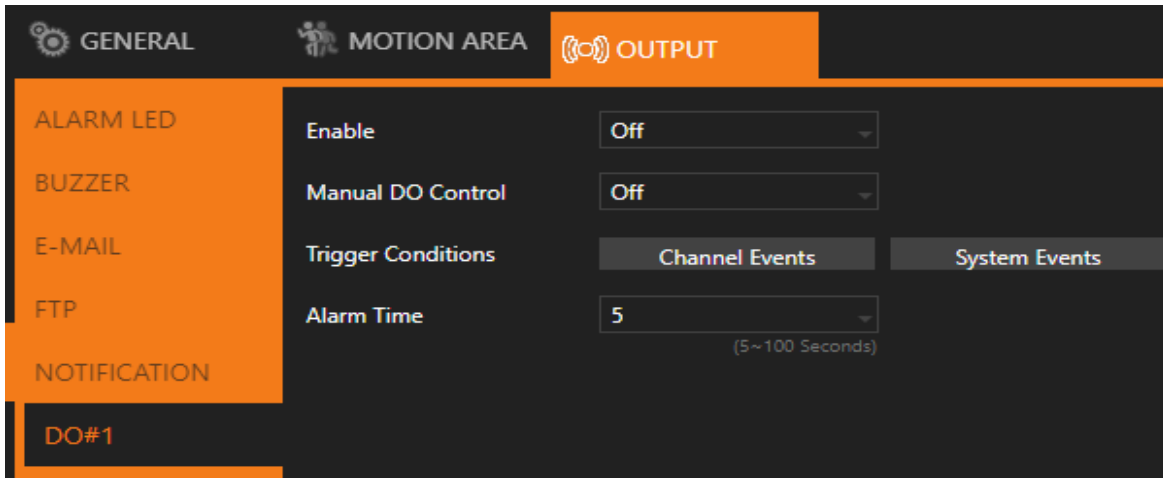 GENERAL
MOTION AREA
OUTPUT
ALARM LED
BUZZER
E-MAIL
FTP
NOTIFICATION
DO#1
Enable
Off
Manual DO Control
Off
Trigger Conditions
Channel Events
System Events
Alarm Time
5
(5~100 Seconds)